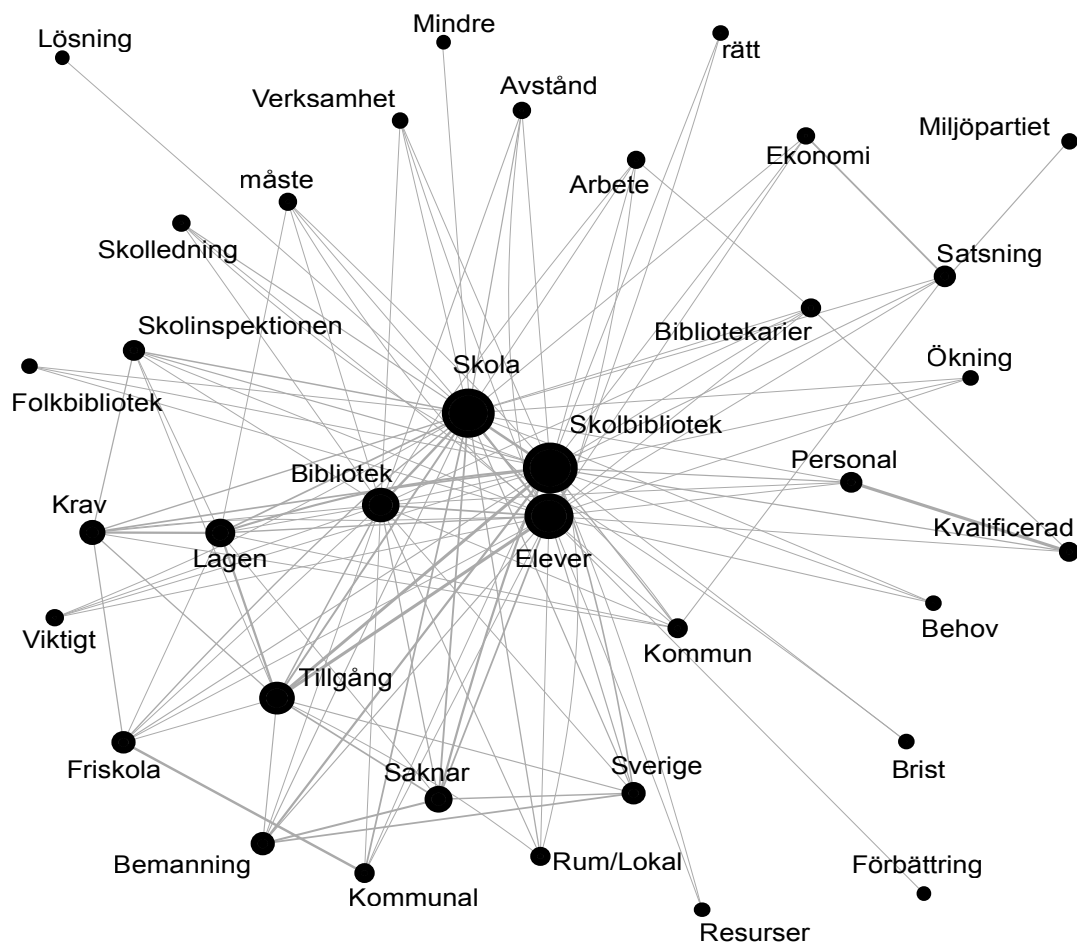 Mindre
Lösning
rätt
Avstånd
Verksamhet
Miljöpartiet
Ekonomi
måste
Arbete
Skolledning
Satsning
Skolinspektionen
Bibliotekarier
Ökning
Skola
Folkbibliotek
Skolbibliotek
Personal
Bibliotek
Krav
Kvalificerad
Lagen
Elever
Behov
Viktigt
Kommun
Tillgång
Sverige
Friskola
Saknar
Brist
Rum/Lokal
Förbättring
Bemanning
Kommunal
Resurser